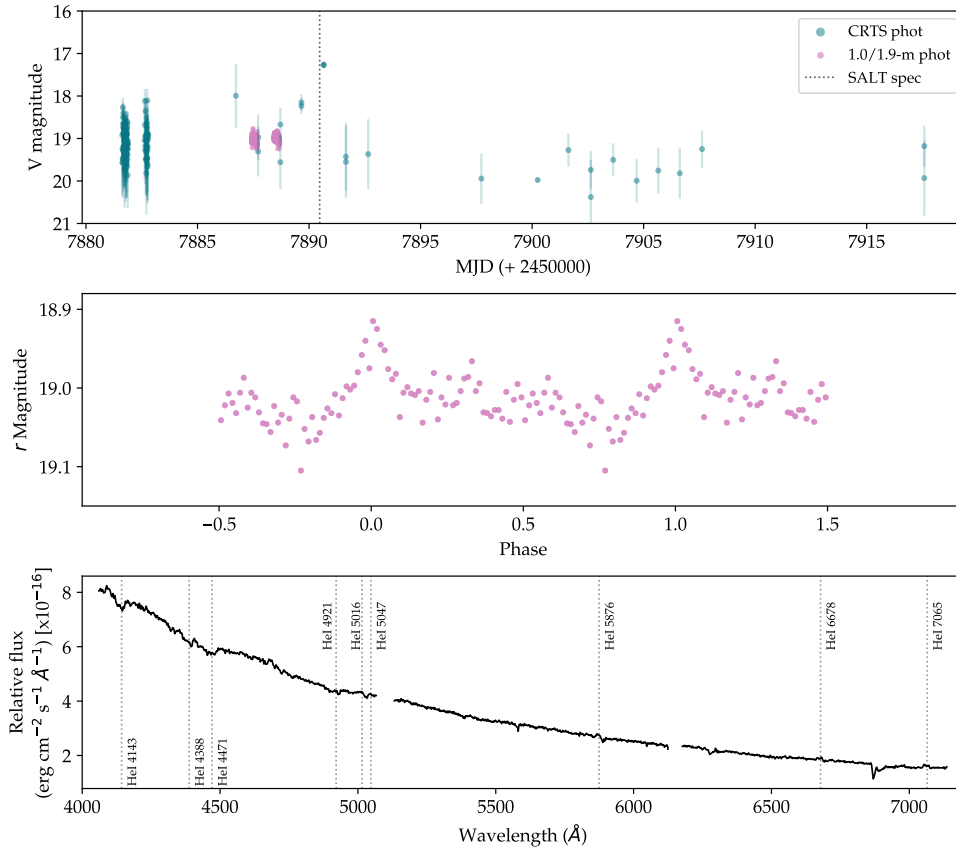 16
17
18
19
20
21
V magnitude
CRTS phot
1.0/1.9-m phot
SALT spec
7880 7885 7890 7895 7900 7905 7910 7915
MJD (+ 2450000)
18.9
19.0
19.1
r Magnitude
−0.5 0.0 0.5 1.0 1.5
Phase
8
6
4
2
Relative flux
(erg cm⁻² s⁻¹ Å⁻¹) [x10⁻¹⁶]
HeI 4143
HeI 4388
HeI 4471
HeI 4921
HeI 5016
HeI 5047
HeI 5876
HeI 6678
HeI 7065
4000 4500 5000 5500 6000 6500 7000
Wavelength (Å)